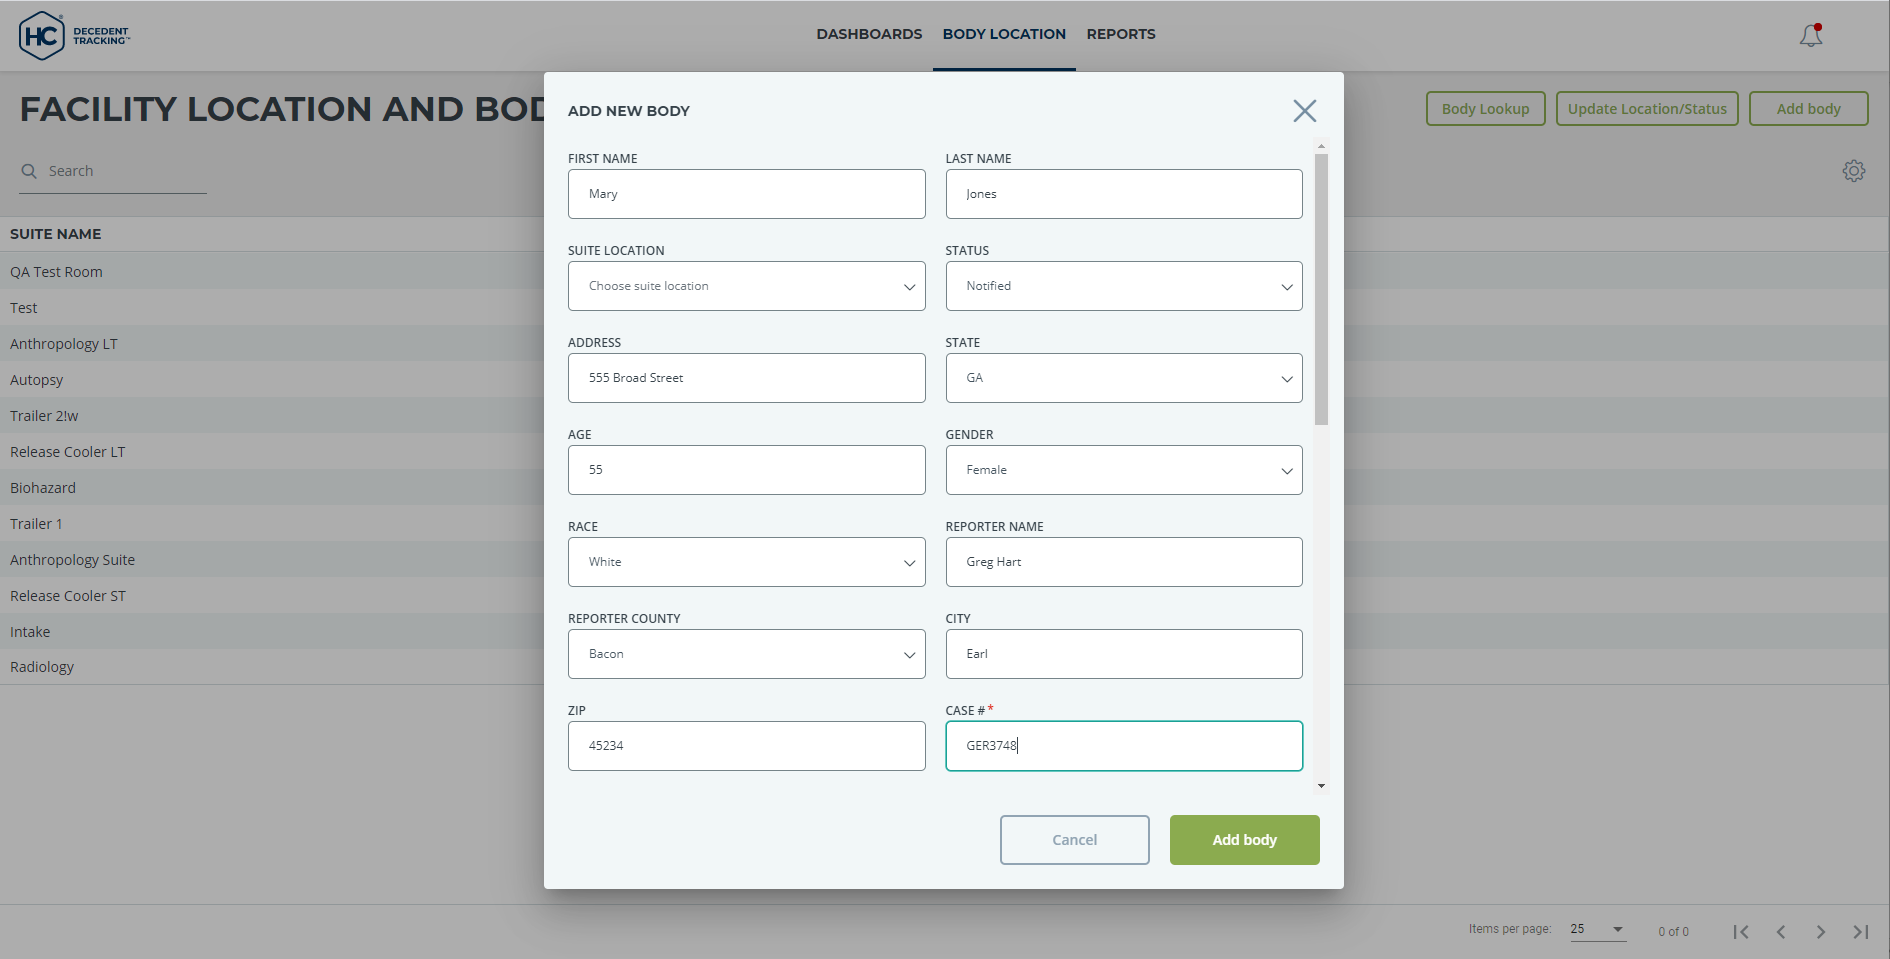 HC DECEDENT TRACKING™
DASHBOARDS BODY LOCATION REPORTS
FACILITY LOCATION AND BOD
Body Lookup Update Location/Status Add body
Search
SUITE NAME
QA Test Room
Test
Anthropology LT
Autopsy
Trailer 2!w
Release Cooler LT
Biohazard
Trailer 1
Anthropology Suite
Release Cooler ST
Intake
Radiology
ADD NEW BODY
FIRST NAME LAST NAME
Mary Jones
SUITE LOCATION STATUS
Choose suite location Notified
ADDRESS STATE
555 Broad Street GA
AGE GENDER
55 Female
RACE REPORTER NAME
White Greg Hart
REPORTER COUNTY CITY
Bacon Earl
ZIP CASE # *
45234 GER3748
Cancel Add body
Items per page: 25 0 of 0